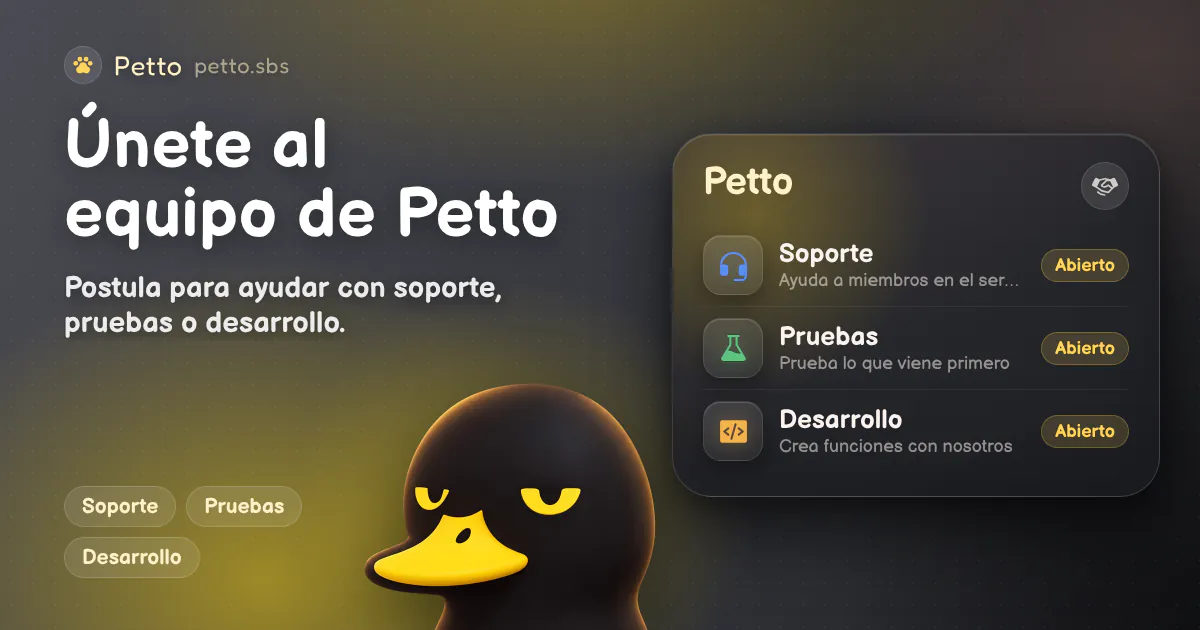 Petto petto.sbs
Únete al
equipo de Petto
Postula para ayudar con soporte,
pruebas o desarrollo.
Soporte Pruebas
Desarrollo
Petto
Soporte
Ayuda a miembros en el ser...
Abierto
Pruebas
Prueba lo que viene primero
Abierto
Desarrollo
Crea funciones con nosotros
Abierto